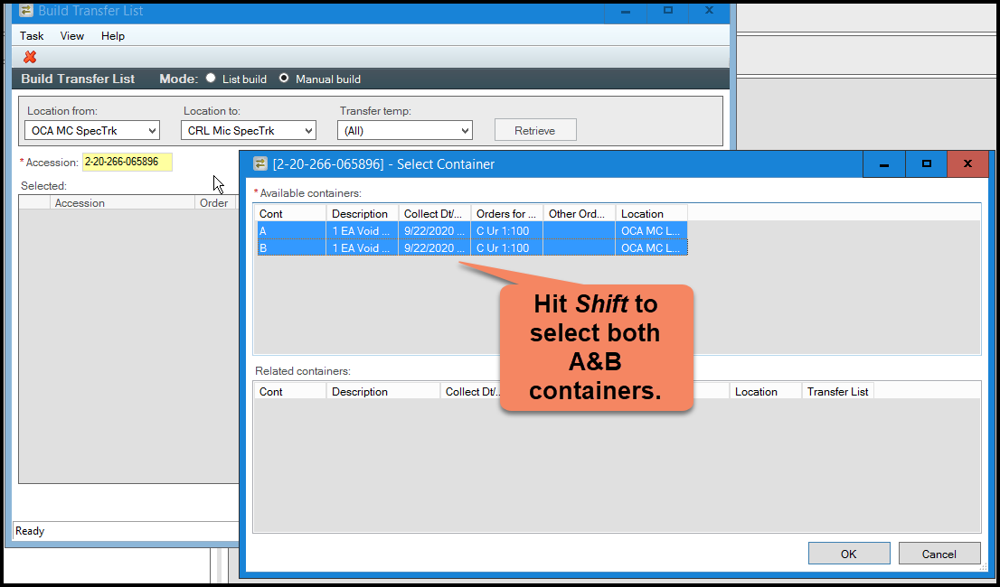 Build Transfer List
Task View Help
Build Transfer List Mode: List build Manual build
Location from: Location to: Transfer temp:
OCA MC SpecTrk CRL Mic SpecTrk (All) Retrieve
* Accession: 2-20-266-065896
Selected:
Accession Order
Ready
[2-20-266-065896] - Select Container
* Available containers:
Cont Description Collect Dt/... Orders for ... Other Ord... Location
A 1 EA Void ... 9/22/2020 ... C Ur 1:100 OCA MC L...
B 1 EA Void ... 9/22/2020 ... C Ur 1:100 OCA MC L...
Hit Shift to
select both
A&B
containers.
Related containers:
Cont Description Collect Dt/.. Location Transfer List
OK Cancel